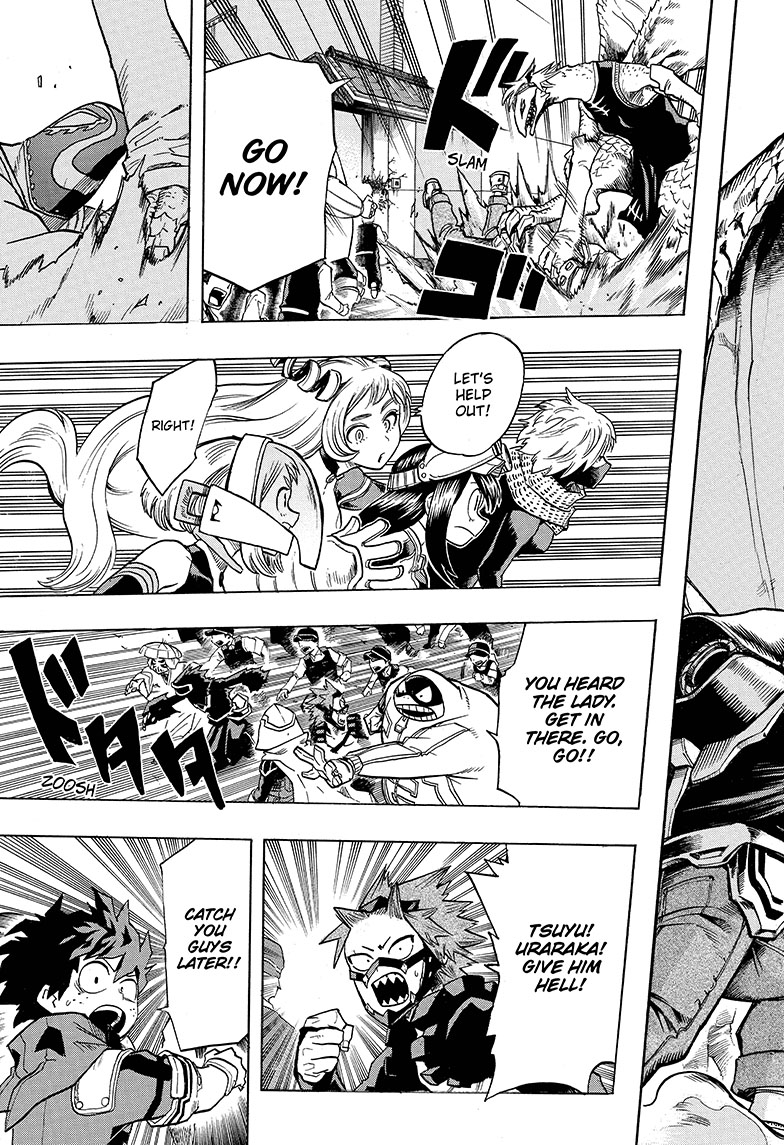 ドゴ
SLAM
GO
NOW!
LET'S
HELP
OUT!
RIGHT!
YOU HEARD
THE LADY.
GET IN
THERE. GO,
GO!!
ドタタ
ZOOSH
TSUYU!
URARAKA!
GIVE HIM
HELL!
CATCH
YOU
GUYS
LATER!!